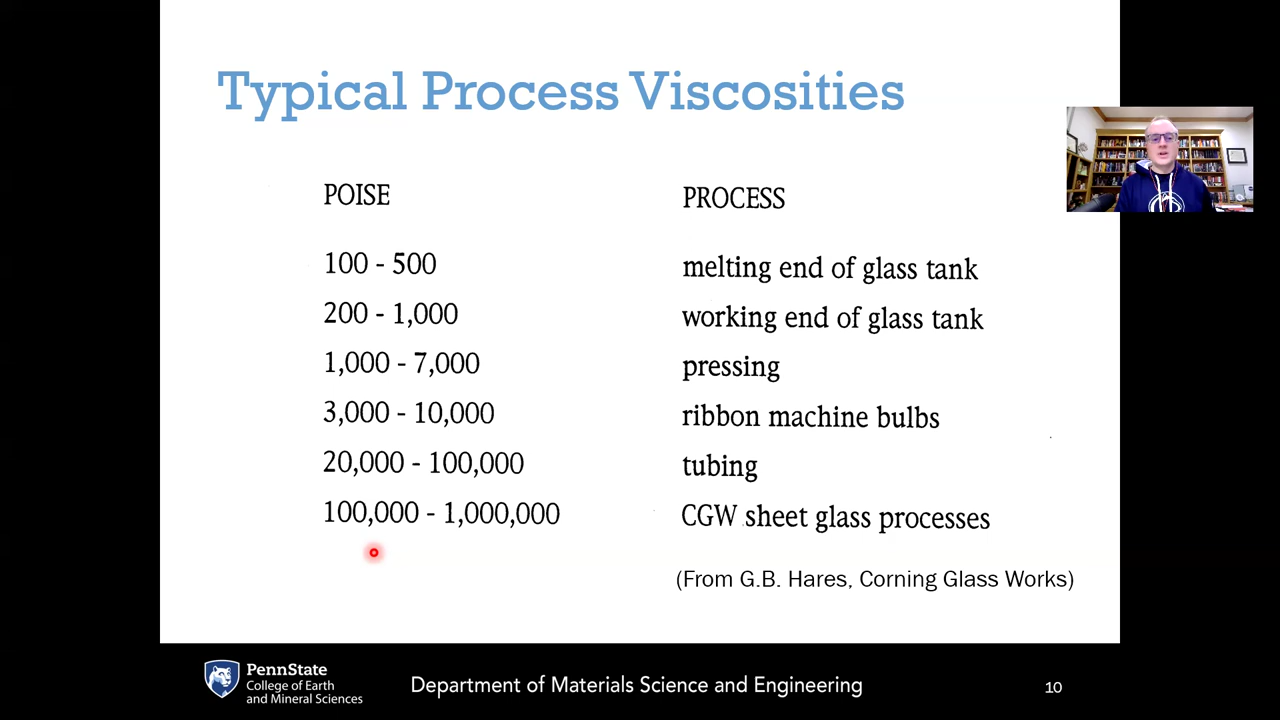 Typical Process Viscosities
POISE PROCESS
100 - 500 melting end of glass tank
200 - 1,000 working end of glass tank
1,000 - 7,000 pressing
3,000 - 10,000 ribbon machine bulbs
20,000 - 100,000 tubing
100,000 - 1,000,000 CGW sheet glass processes
(From G.B. Hares, Corning Glass Works)
PennState
College of Earth
and Mineral Sciences
Department of Materials Science and Engineering
10